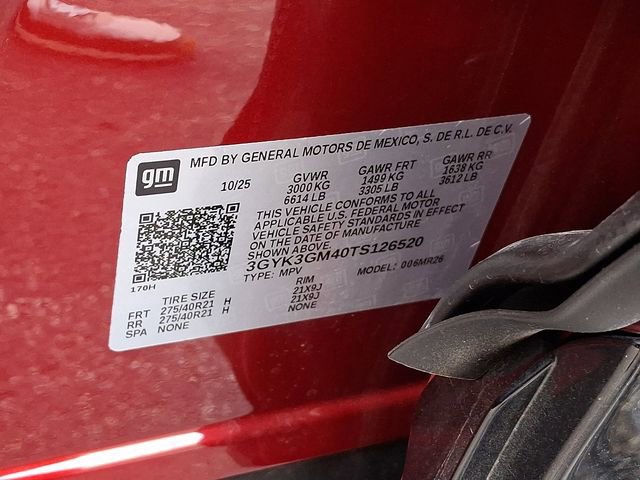 gm
MFD BY GENERAL MOTORS DE MEXICO, S. DE R.L. DE C.V.
10/25 GVWR GAWR FRT GAWR RR
3000 KG 1499 KG 1638 KG
6614 LB 3305 LB 3612 LB
THIS VEHICLE CONFORMS TO ALL
APPLICABLE U.S. FEDERAL MOTOR
VEHICLE SAFETY STANDARDS IN EFFECT
ON THE DATE OF MANUFACTURE
SHOWN ABOVE.
3GYK3GM40TS126520
TYPE: MPV MODEL: 006MR26
170H
TIRE SIZE RIM
FRT 275/40R21 H 21X9J
RR 275/40R21 H 21X9J
SPA NONE NONE